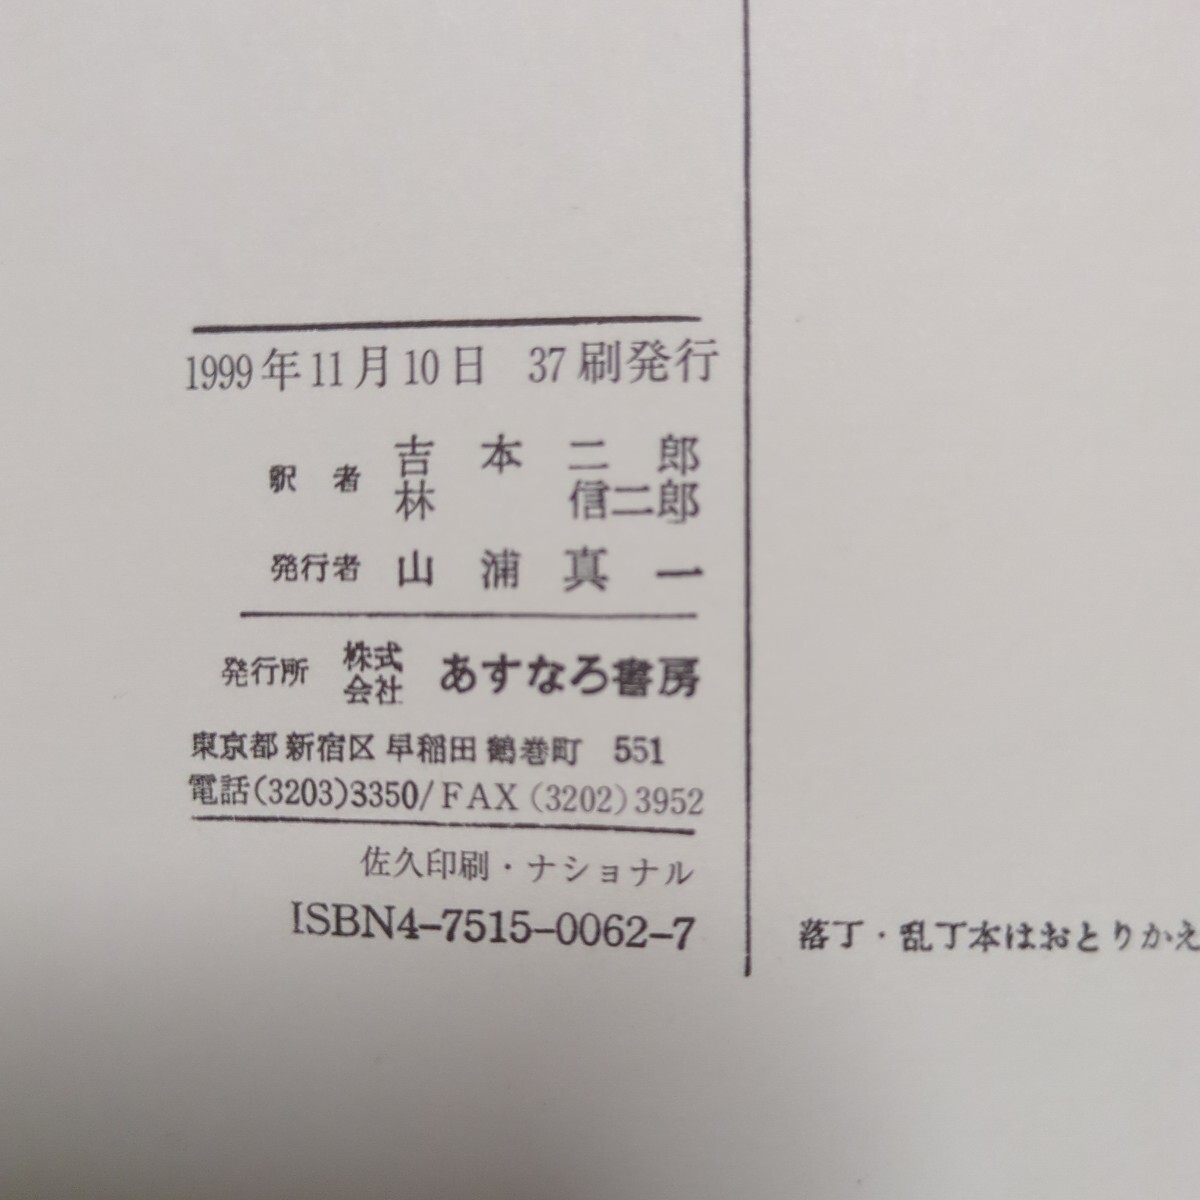 1999年11月10日 37刷発行
訳者 吉本二郎
林信二郎
発行者 山浦真一
発行所 株式会社 あすなろ書房
東京都新宿区早稲田鶴巻町 551
電話(3203)3350/FAX(3202)3952
佐久印刷・ナショナル
ISBN4-7515-0062-7
落丁・乱丁本はおとりかえ